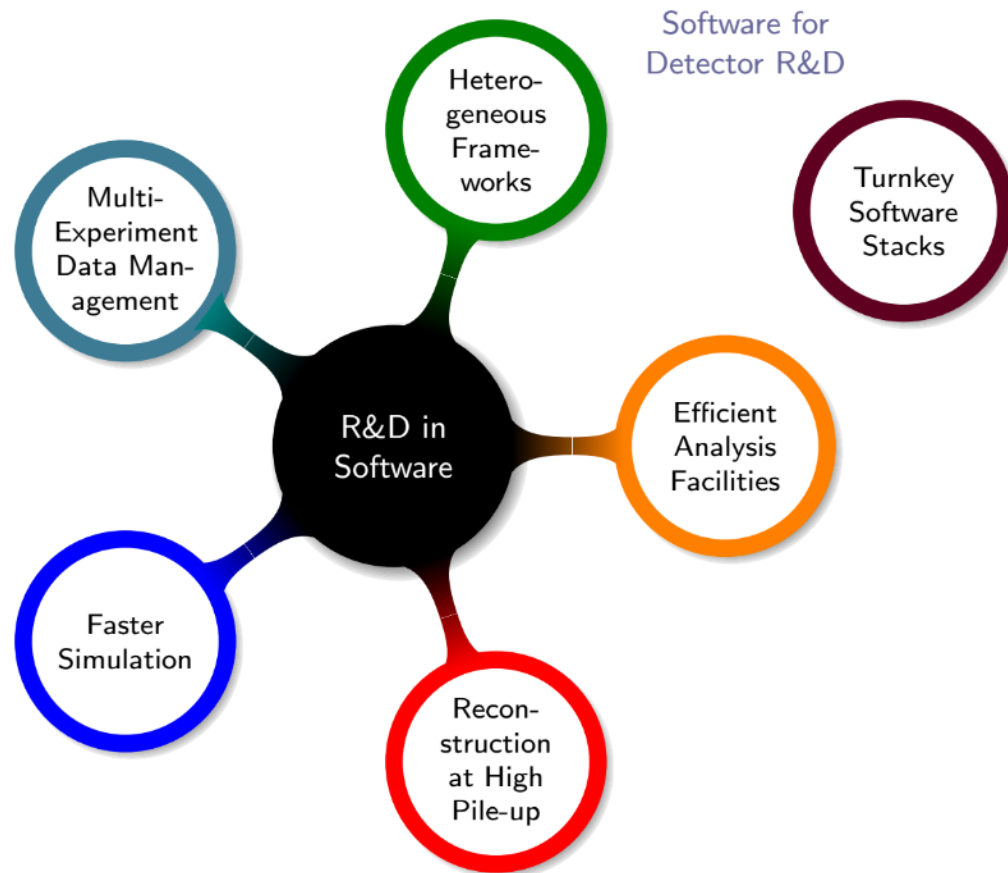 Software for
Detector R&D
Hetero-
geneous
Frame-
works
Turnkey
Software
Stacks
Multi-
Experiment
Data Man-
agement
R&D in
Software
Efficient
Analysis
Facilities
Faster
Simulation
Recon-
struction
at High
Pile-up